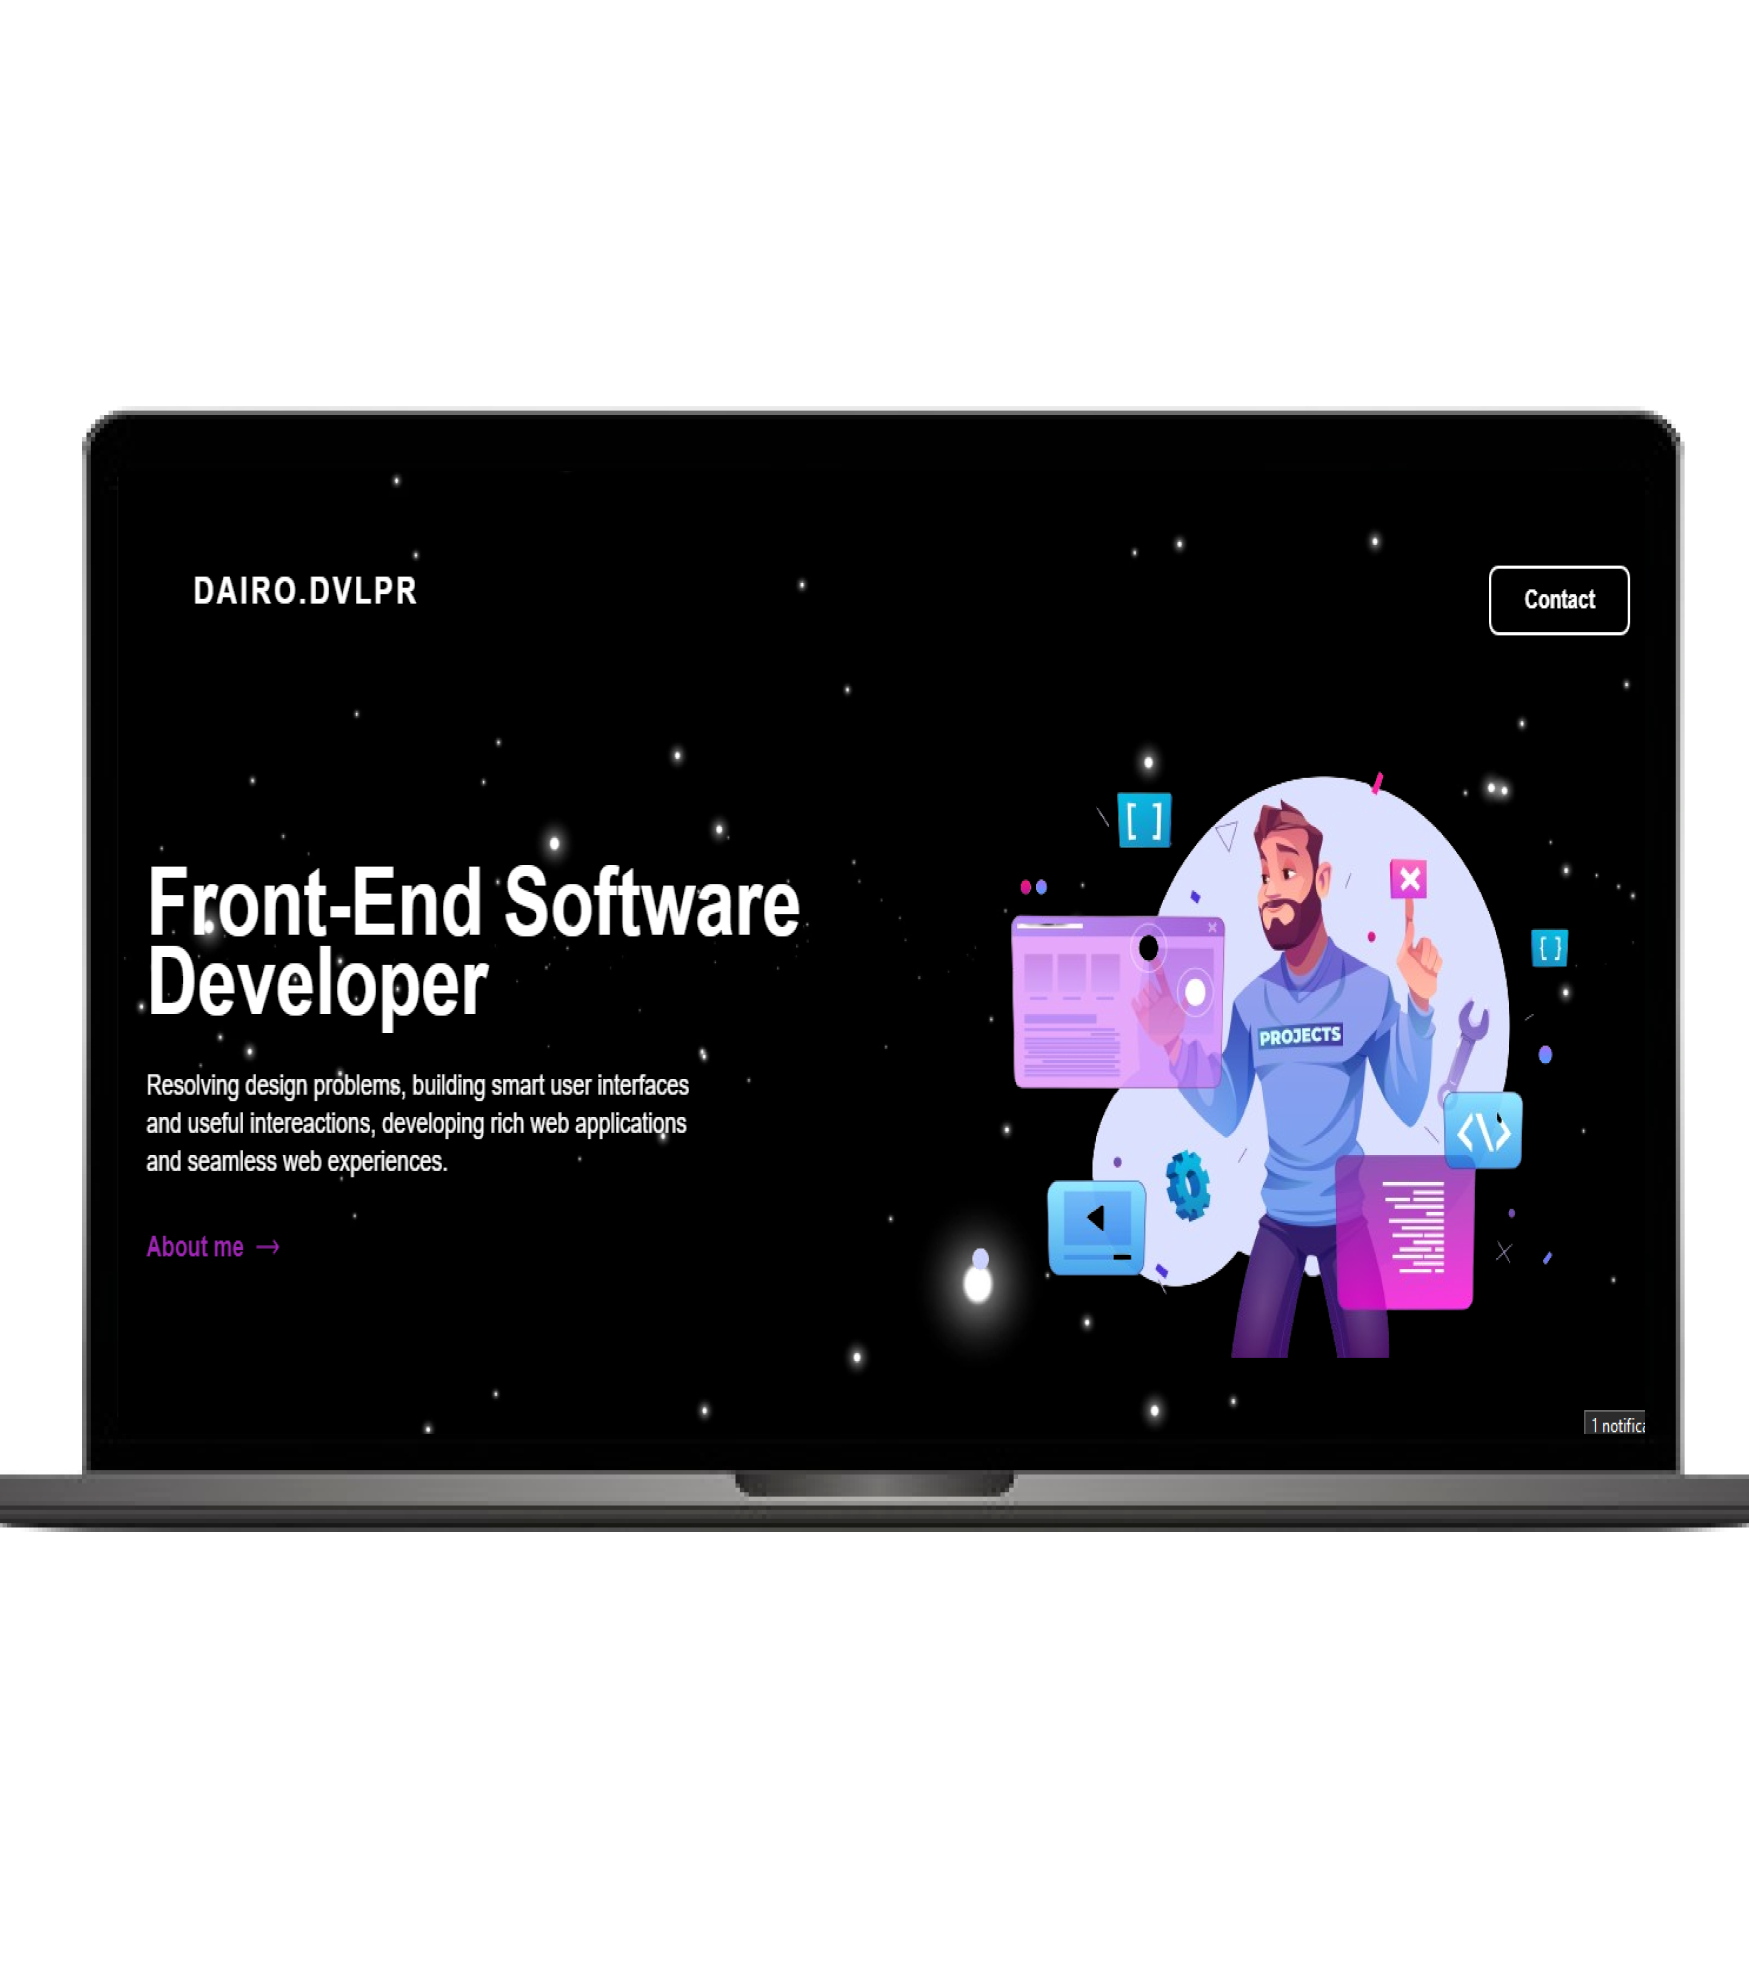 DAIRO.DVLPR
Contact
Front-End Software
Developer
Resolving design problems, building smart user interfaces
and useful intereactions, developing rich web applications
and seamless web experiences.
About me →
[ ]
{ }
PROJECTS
<\>
1 notifica